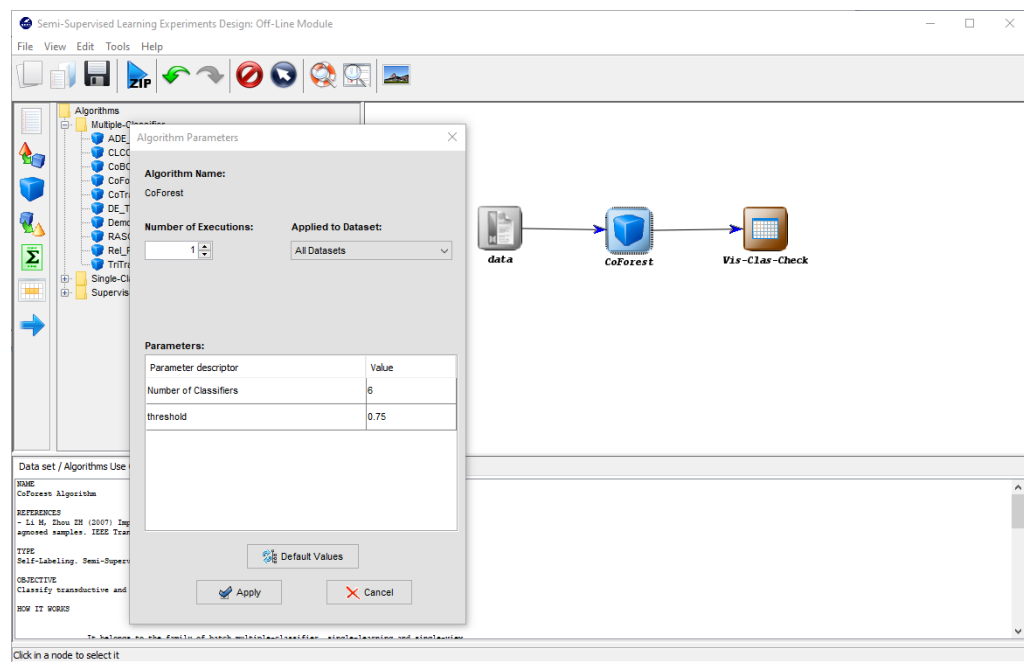 Semi-Supervised Learning Experiments Design: Off-Line Module
File View Edit Tools Help
ZIP
Algorithms
Multiple-Classifier
ADE_
CLCC
CoBC
CoFo
CoTr
DE_T
Demo
RASC
Rel_R
TriTra
Single-Cl
Supervis
Algorithm Parameters
Algorithm Name:
CoForest
Number of Executions:
Applied to Dataset:
1
All Datasets
Parameters:
Parameter descriptor Value
Number of Classifiers 6
threshold 0.75
Default Values
Apply Cancel
data
CoForest
Vis-Clas-Check
Data set / Algorithms Use
NAME
CoForest Algorithm
REFERENCES
- Li M, Zhou ZH (2007) Imp
agnosed samples. IEEE Tran
TYPE
Self-Labeling. Semi-Superv
OBJECTIVE
Classify transductive and
HOW IT WORKS
It belongs to the family of batch multiple-classifier, single-learning and single-view
Click in a node to select it